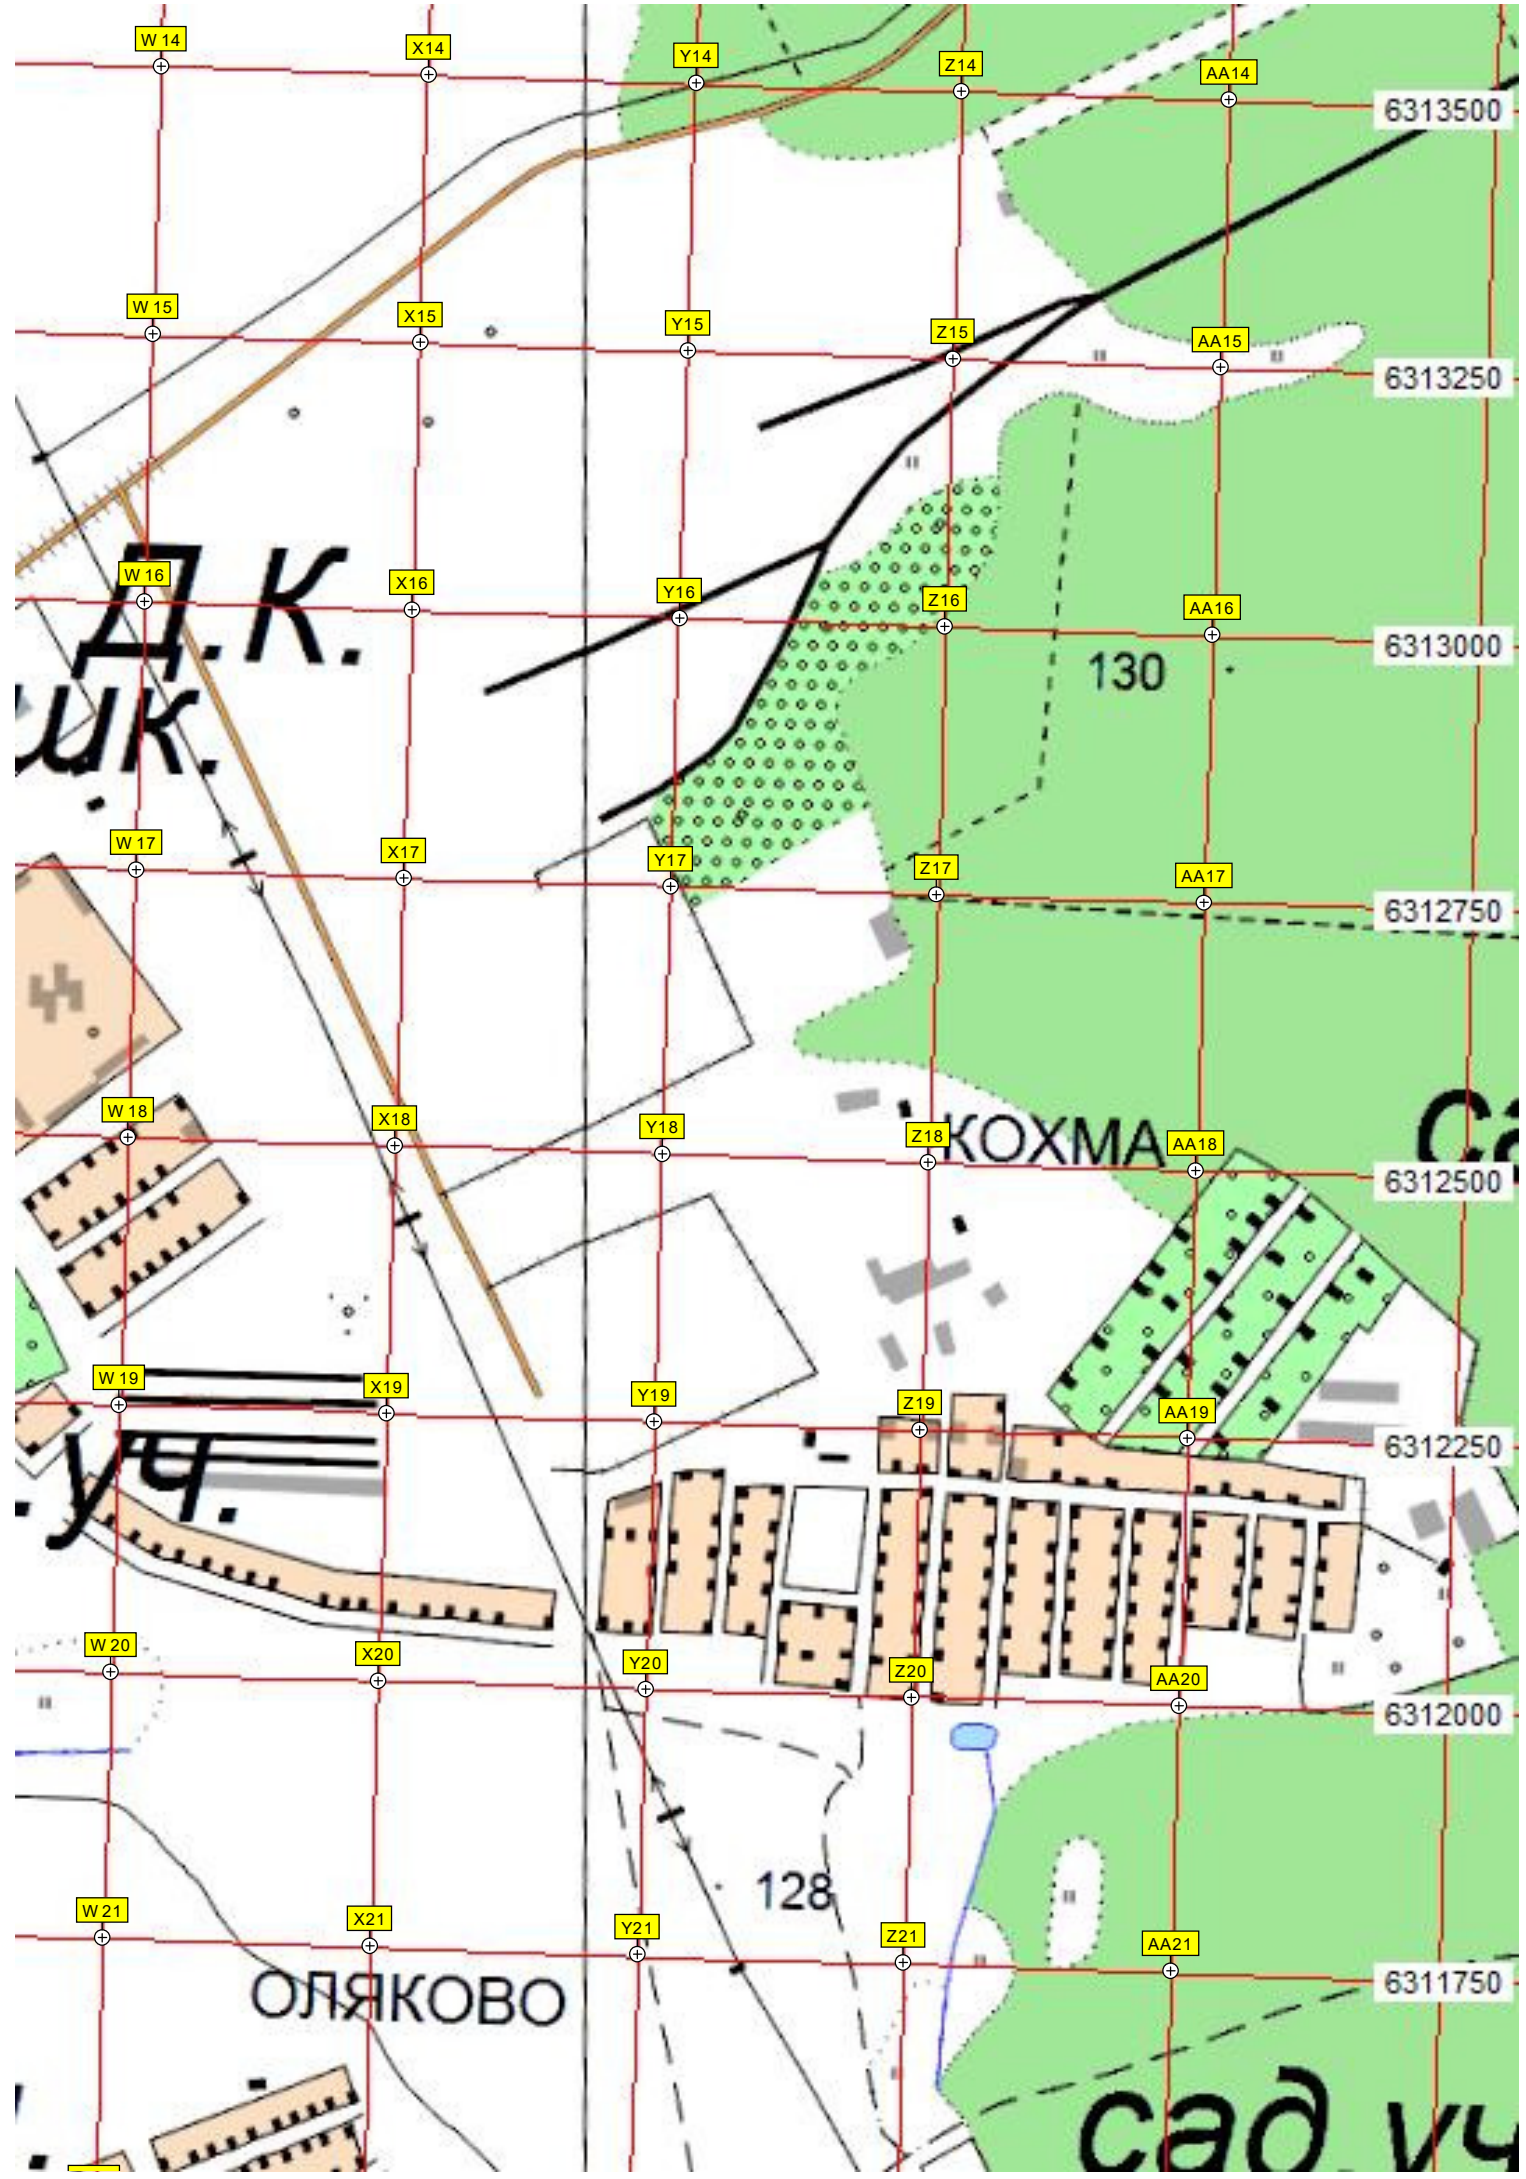 W 14 X14 Y14 Z14 AA14
6313500
W 15 X15 Y15 Z15 AA15
6313250
Д.К.
W 16 X16 Y16 Z16 AA16
6313000
130
шк.
W 17 X17 Y17 Z17 AA17
6312750
W 18 X18 Y18 Z18 КОХМА AA18
6312500
W 19 X19 Y19 Z19 AA19
6312250
.уч.
W 20 X20 Y20 Z20 AA20
6312000
128
W 21 X21 Y21 Z21 AA21
6311750
ОЛЯКОВО
сад.уч